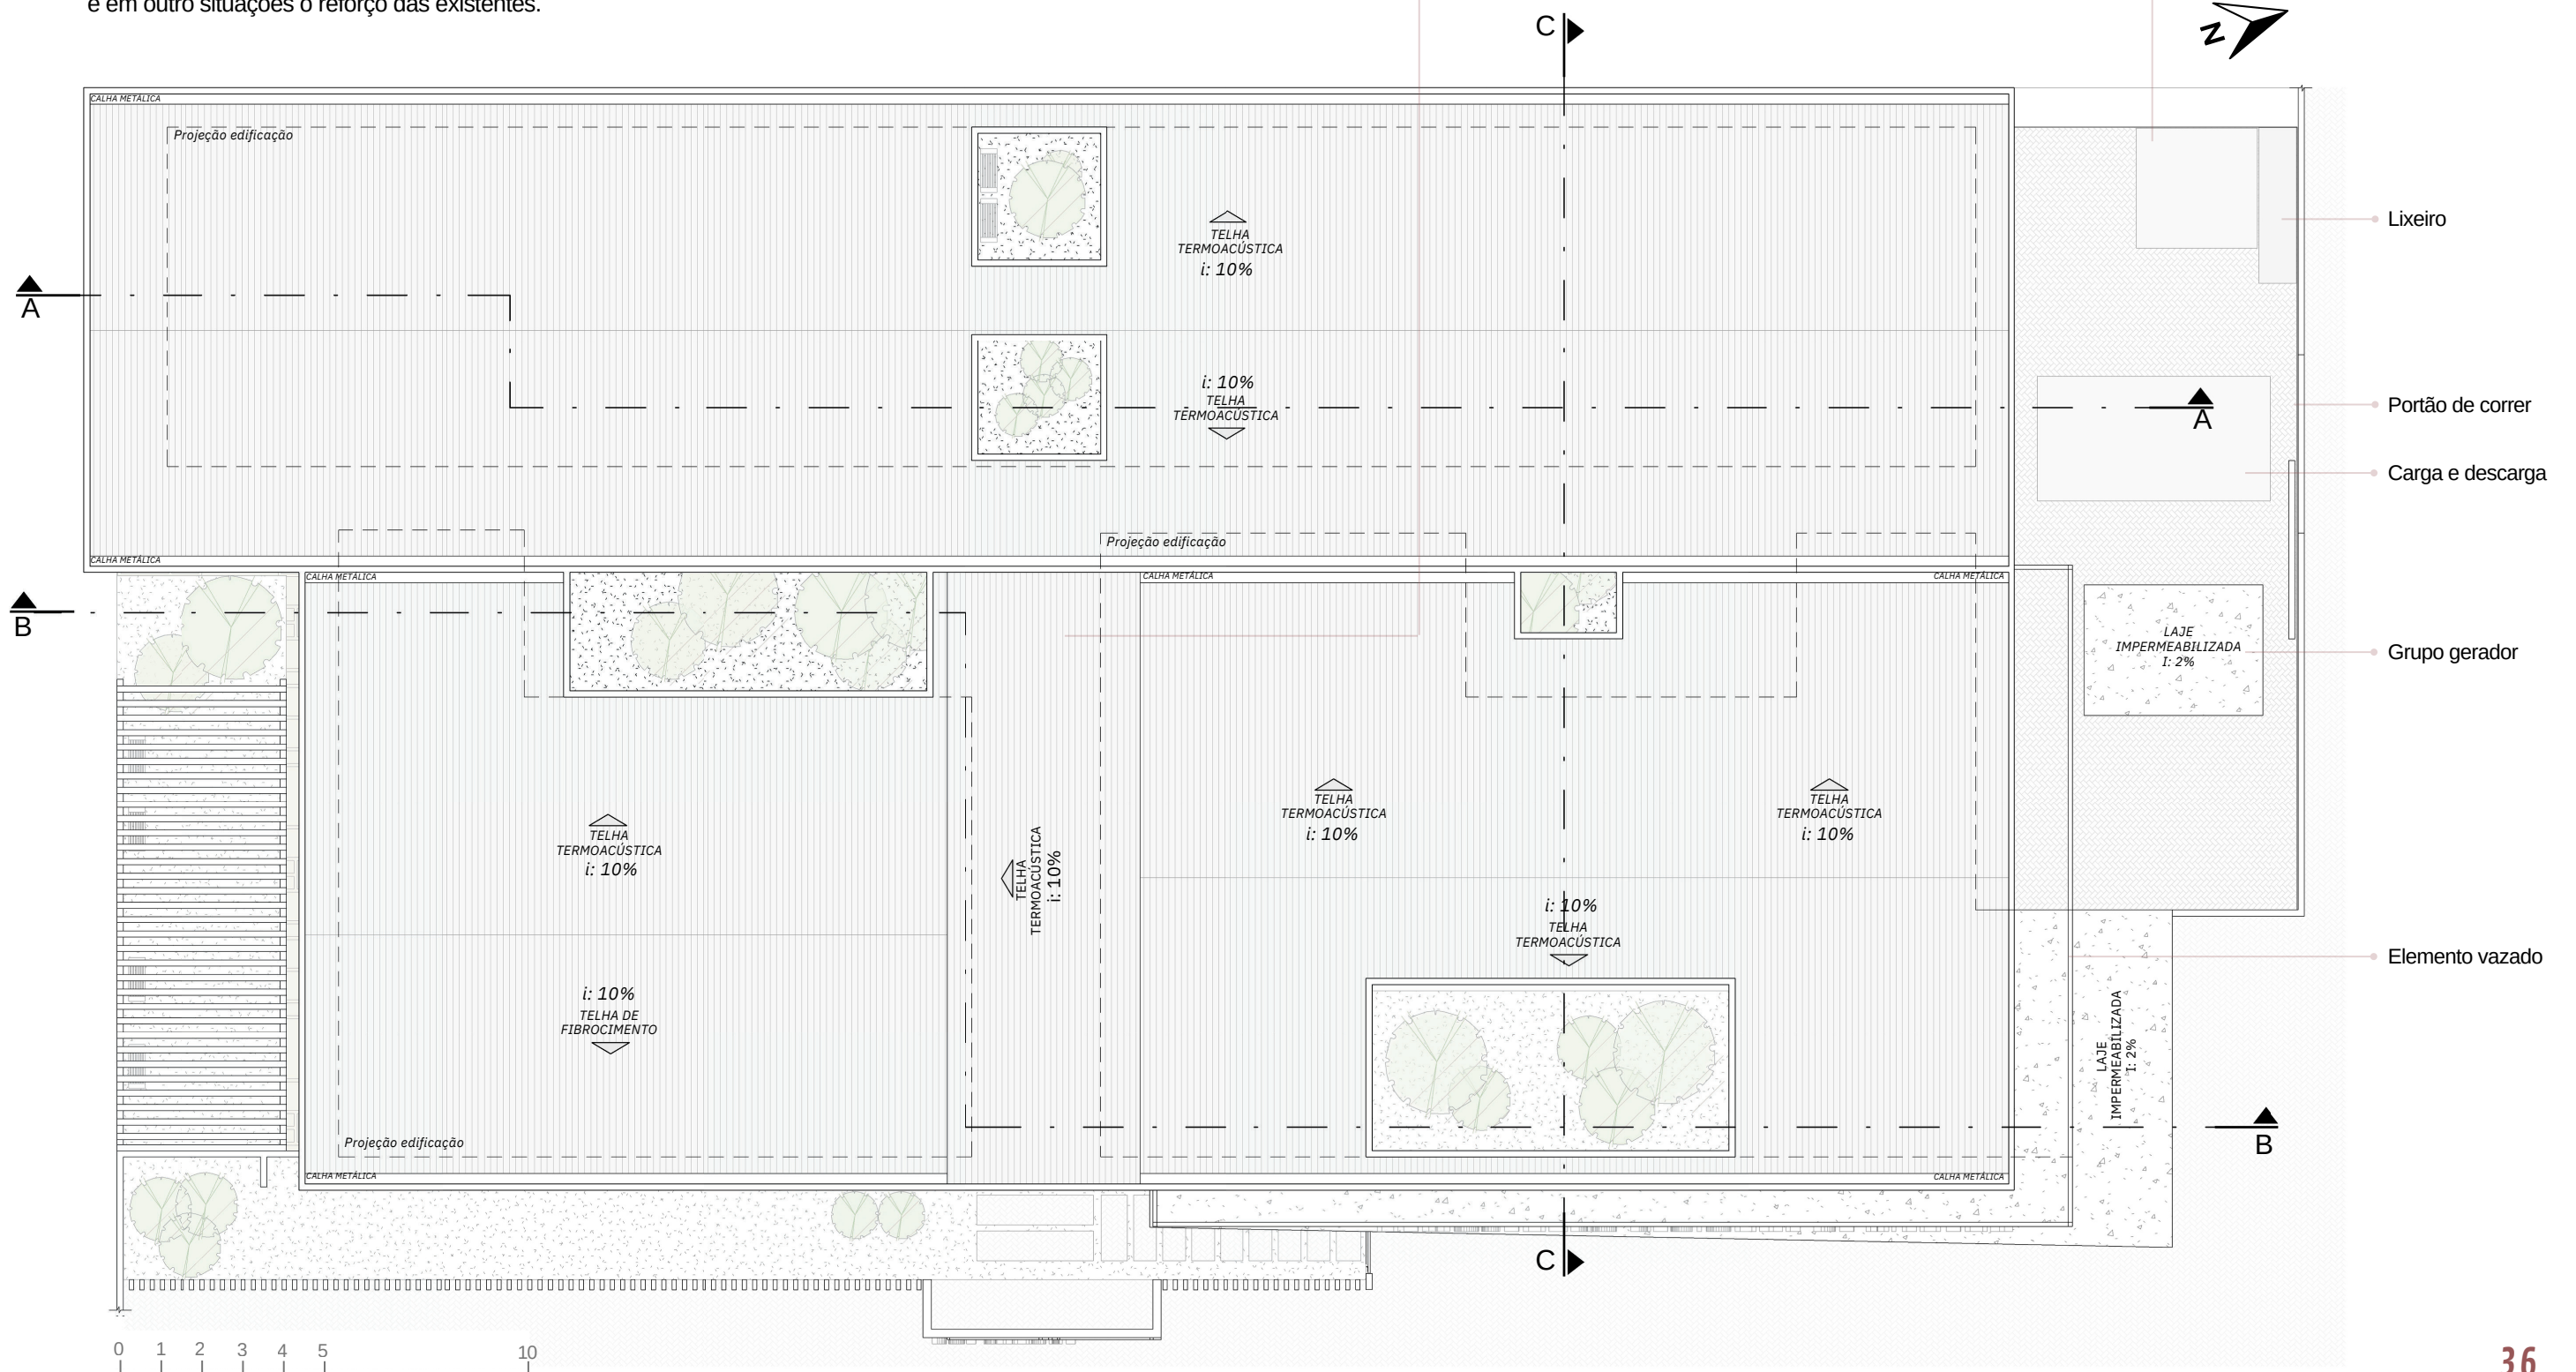 e em outro situações o reforço das existentes.
C
N
CALHA METÁLICA
Projeção edificação
TELHA
TERMOACÚSTICA
i: 10%
Lixeiro
A
i: 10%
TELHA
TERMOACÚSTICA
A
Portão de correr
Carga e descarga
Projeção edificação
CALHA METÁLICA
CALHA METÁLICA
CALHA METÁLICA
CALHA METÁLICA
B
LAJE
IMPERMEABILIZADA
I: 2%
Grupo gerador
TELHA
TERMOACÚSTICA
i: 10%
TELHA
TERMOACÚSTICA
i: 10%
TELHA
TERMOACÚSTICA
i: 10%
TELHA
TERMOACÚSTICA
i: 10%
i: 10%
TELHA
TERMOACÚSTICA
Elemento vazado
i: 10%
TELHA DE
FIBROCIMENTO
LAJE
IMPERMEABILIZADA
I: 2%
Projeção edificação
B
CALHA METÁLICA
CALHA METÁLICA
C
0 1 2 3 4 5 10
36